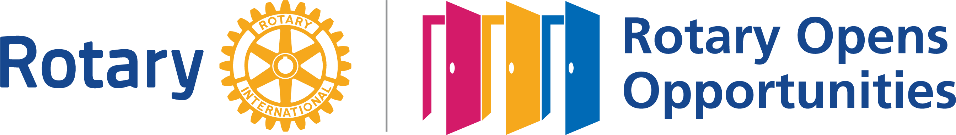 Rotary
ROTARY
INTERNATIONAL
Rotary Opens
Opportunities